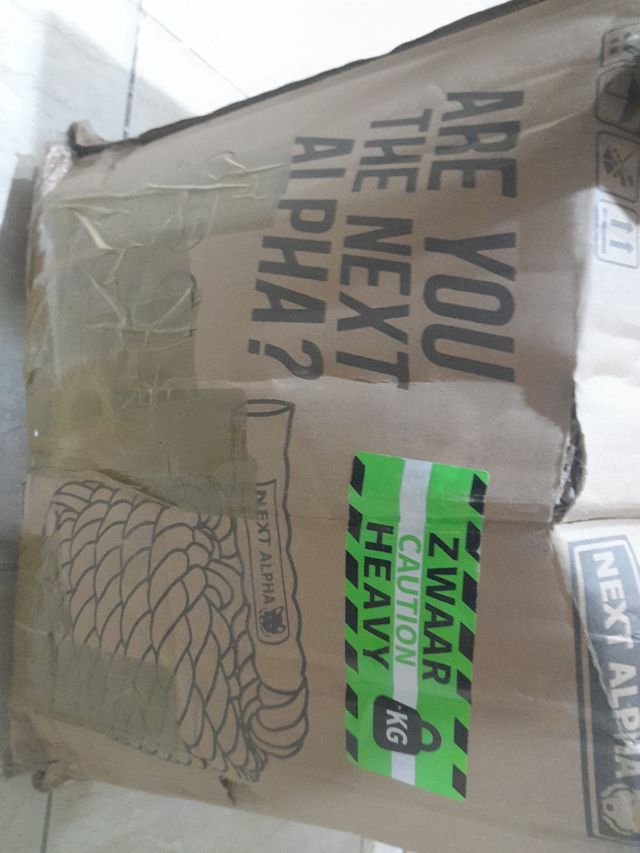 ARE YOU
THE NEXT
ALPHA?
ZWAAR
CAUTION
HEAVY
KG
NEXT ALPHA
NEXT ALPHA